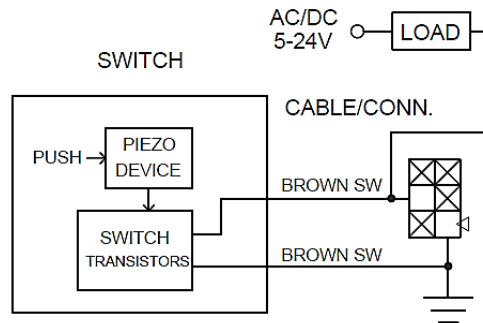 AC/DC
5-24V
LOAD
SWITCH
CABLE/CONN.
PUSH
PIEZO
DEVICE
BROWN SW
SWITCH
TRANSISTORS
BROWN SW